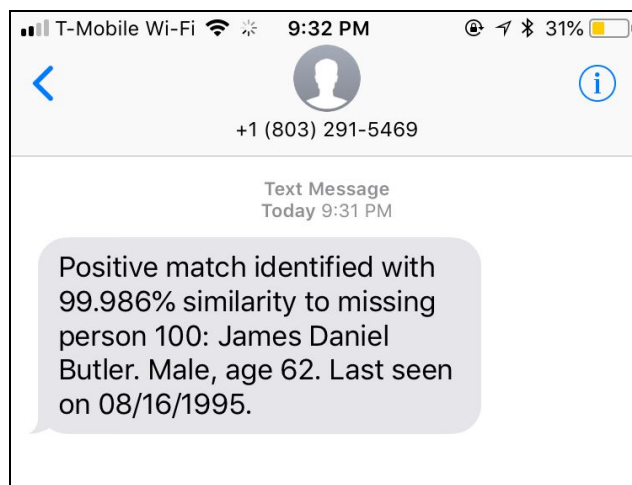 T-Mobile Wi-Fi 9:32 PM 31%
+1 (803) 291-5469
Text Message
Today 9:31 PM
Positive match identified with
99.986% similarity to missing
person 100: James Daniel
Butler. Male, age 62. Last seen
on 08/16/1995.